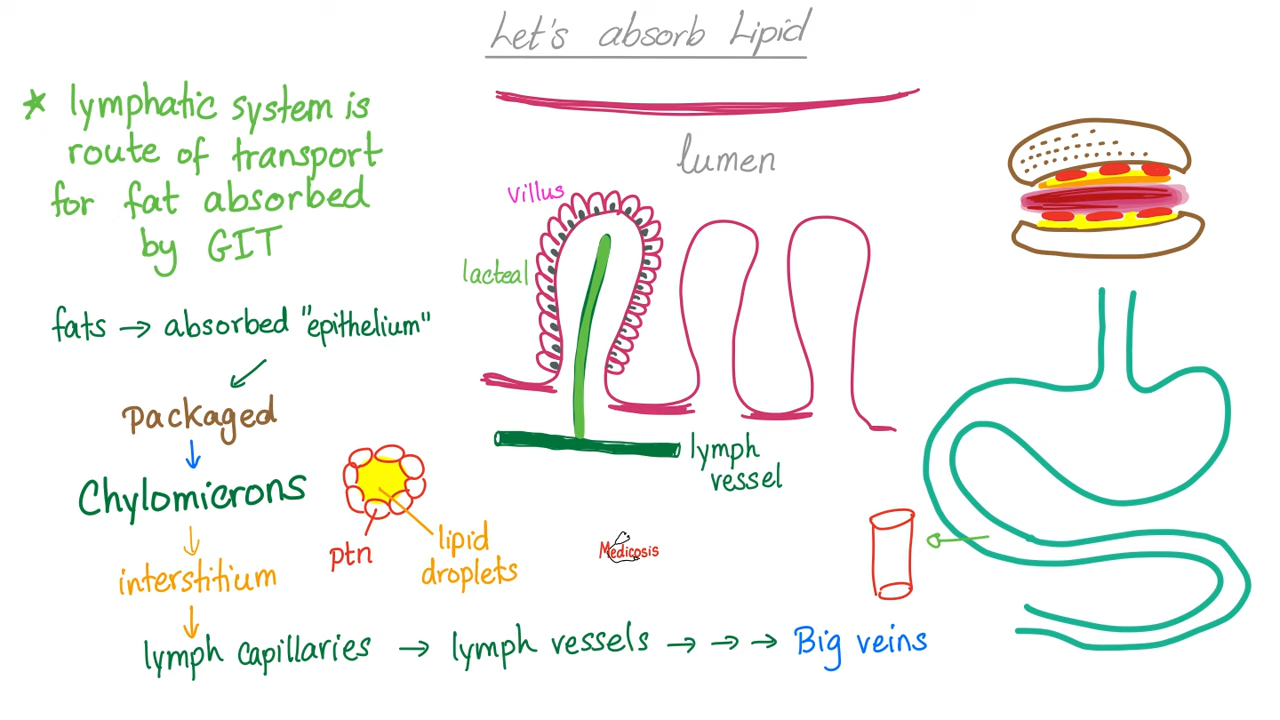 Let's absorb Lipid
★ lymphatic system is
route of transport
for fat absorbed
by GIT
fats → absorbed "epithelium"
packaged
Chylomicrons
interstitium
lymph capillaries → lymph vessels → → → Big veins
ptn
lipid
droplets
lumen
villus
lacteal
lymph
vessel
Medicosis